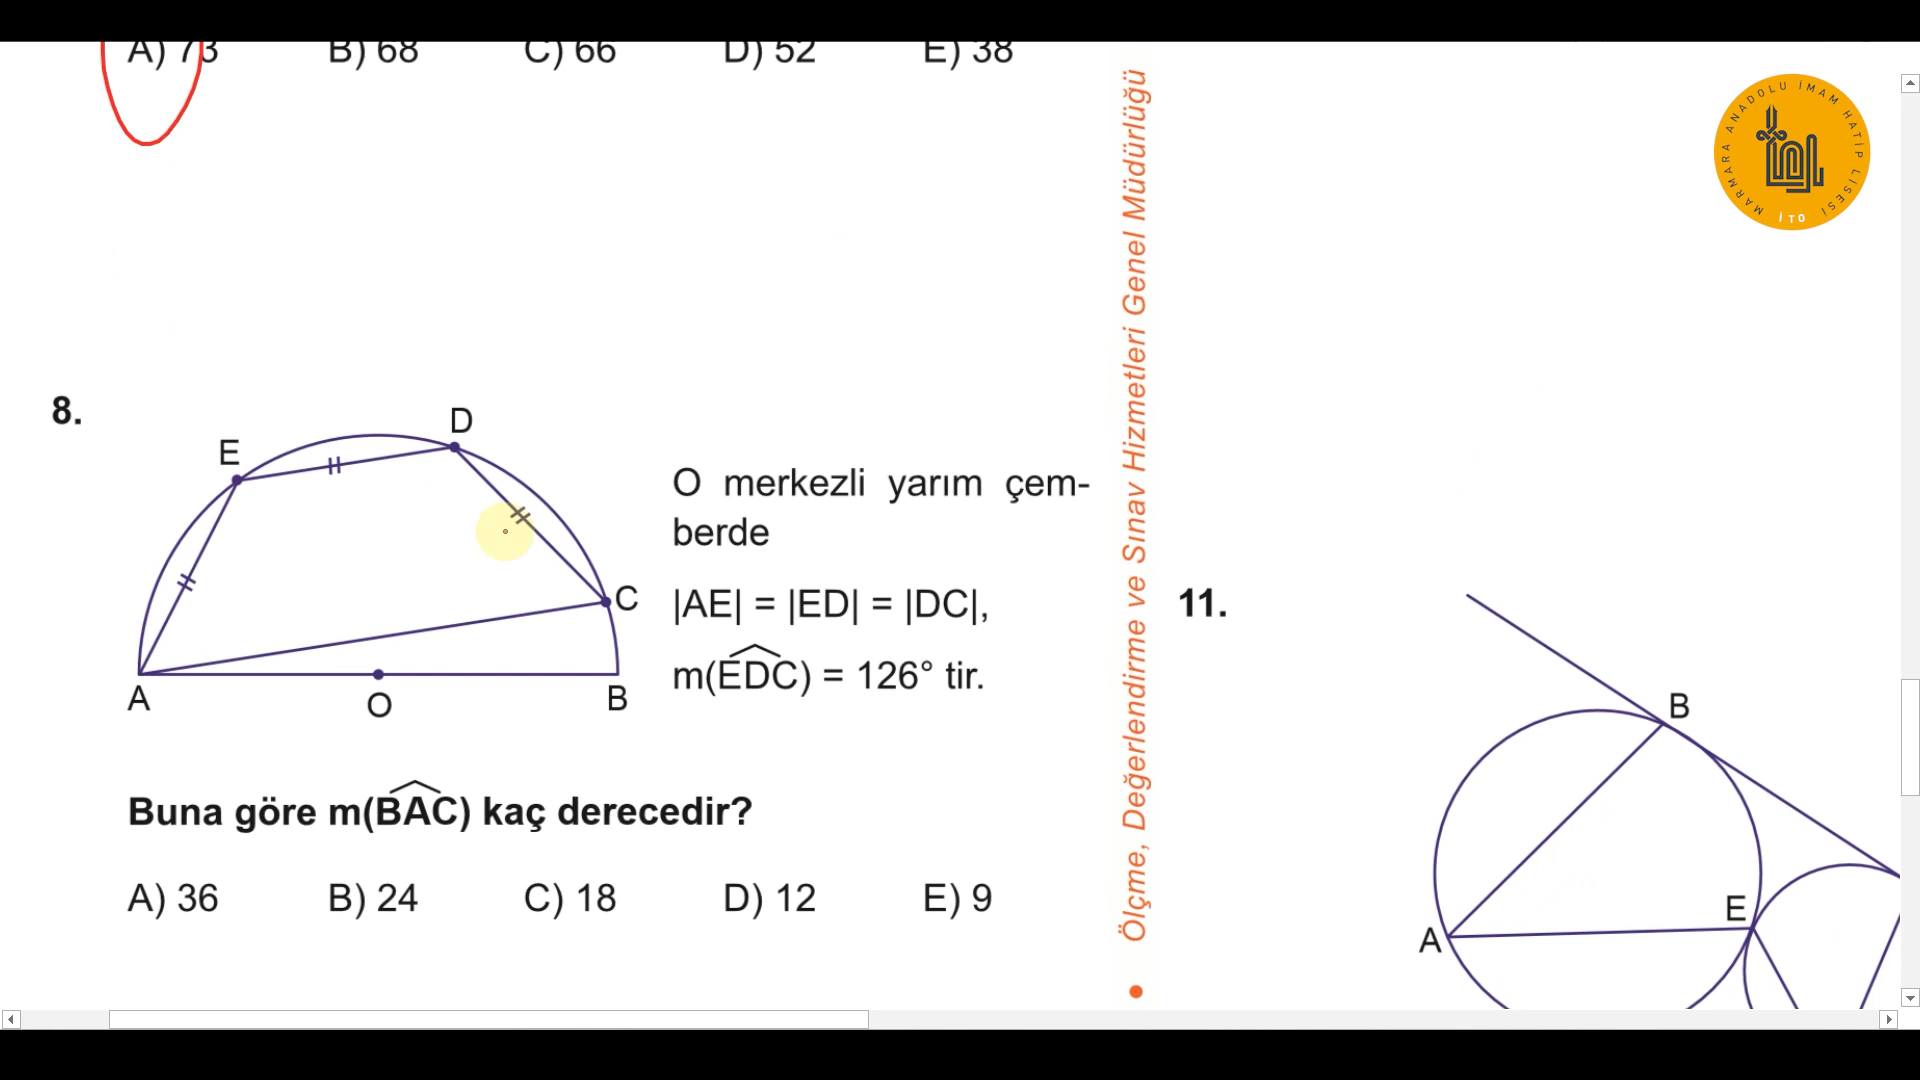 A) 73 B) 68 C) 66 D) 52 E) 38
8.
D
E
C
A
O
B
O merkezli yarım çem-
berde
|AE| = |ED| = |DC|,
m(EDC) = 126° tir.
Buna göre m(BAC) kaç derecedir?
A) 36 B) 24 C) 18 D) 12 E) 9
Ölçme, Değerlendirme ve Sınav Hizmetleri Genel Müdürlüğü
MARMARA ANADOLU İMAM HATİP LİSESİ
İTO
11.
B
E
A